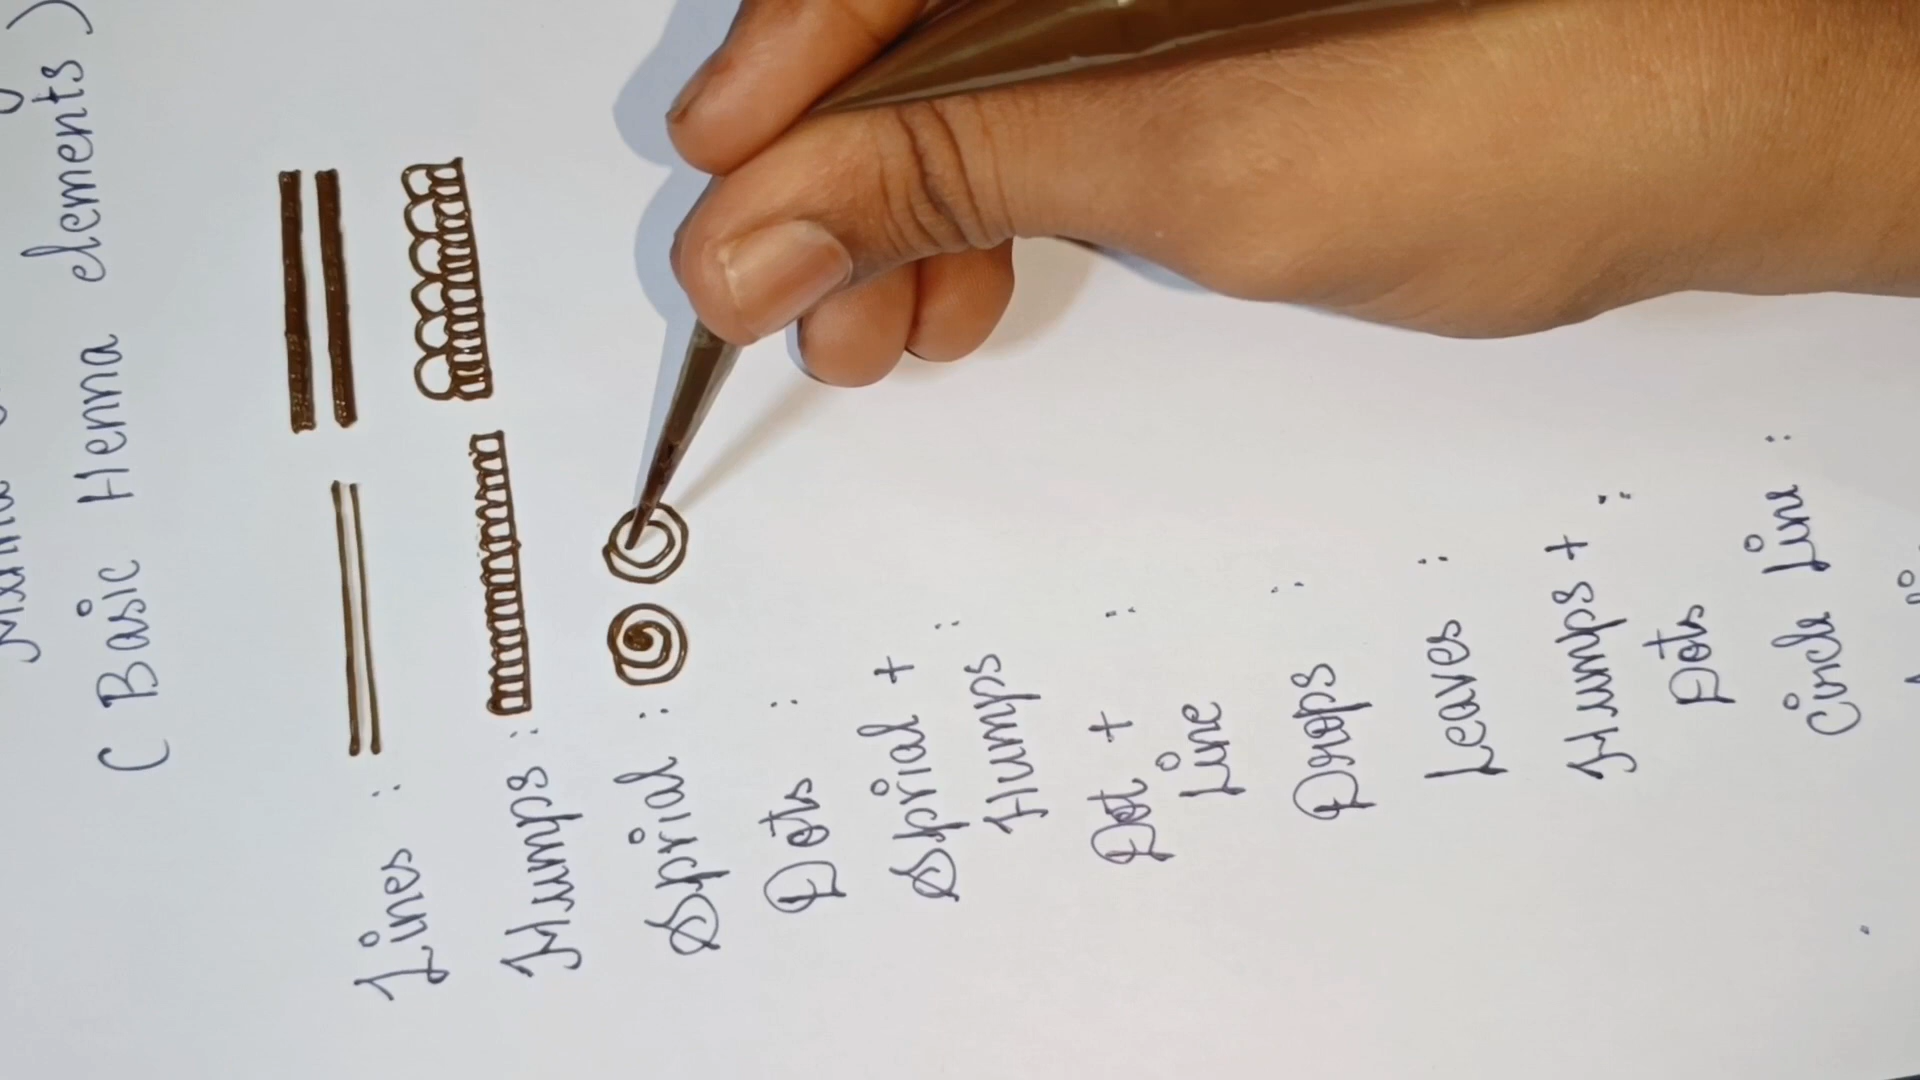 ( Basic Henna elements )
Lines :
Humps :
Sprial :
Dots :
Sprial +
Humps :
Dot +
Line :
Drops :
Leaves :
Humps +
Dots :
Circle Line :